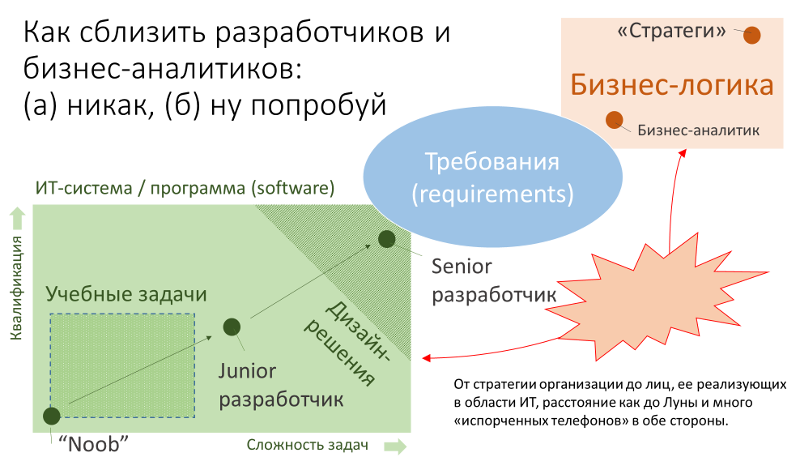 Как сблизить разработчиков и
бизнес-аналитиков:
(а) никак, (б) ну попробуй
«Стратеги»
Бизнес-логика
Бизнес-аналитик
Требования
(requirements)
ИТ-система / программа (software)
Квалификация
Учебные задачи
Senior
разработчик
Дизайн-
решения
Junior
разработчик
“Noob”
Сложность задач
От стратегии организации до лиц, ее реализующих
в области ИТ, расстояние как до Луны и много
«испорченных телефонов» в обе стороны.